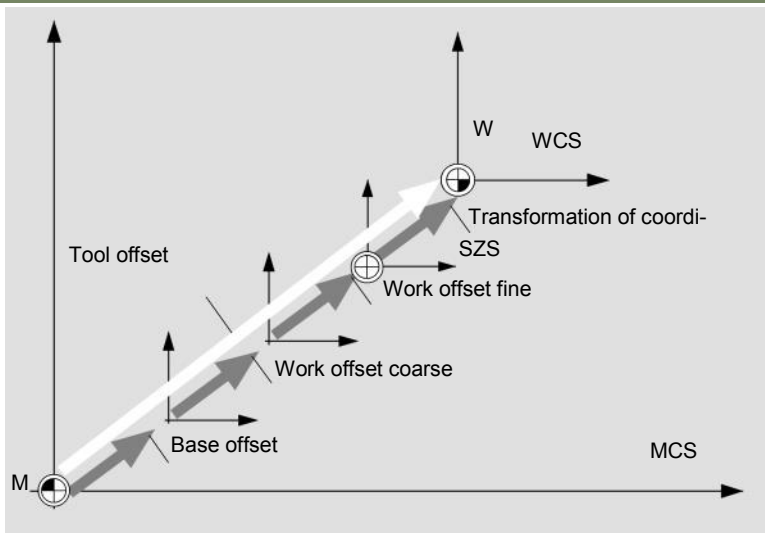 W
WCS
Transformation of coordi-
SZS
Tool offset
Work offset fine
Work offset coarse
Base offset
MCS
M